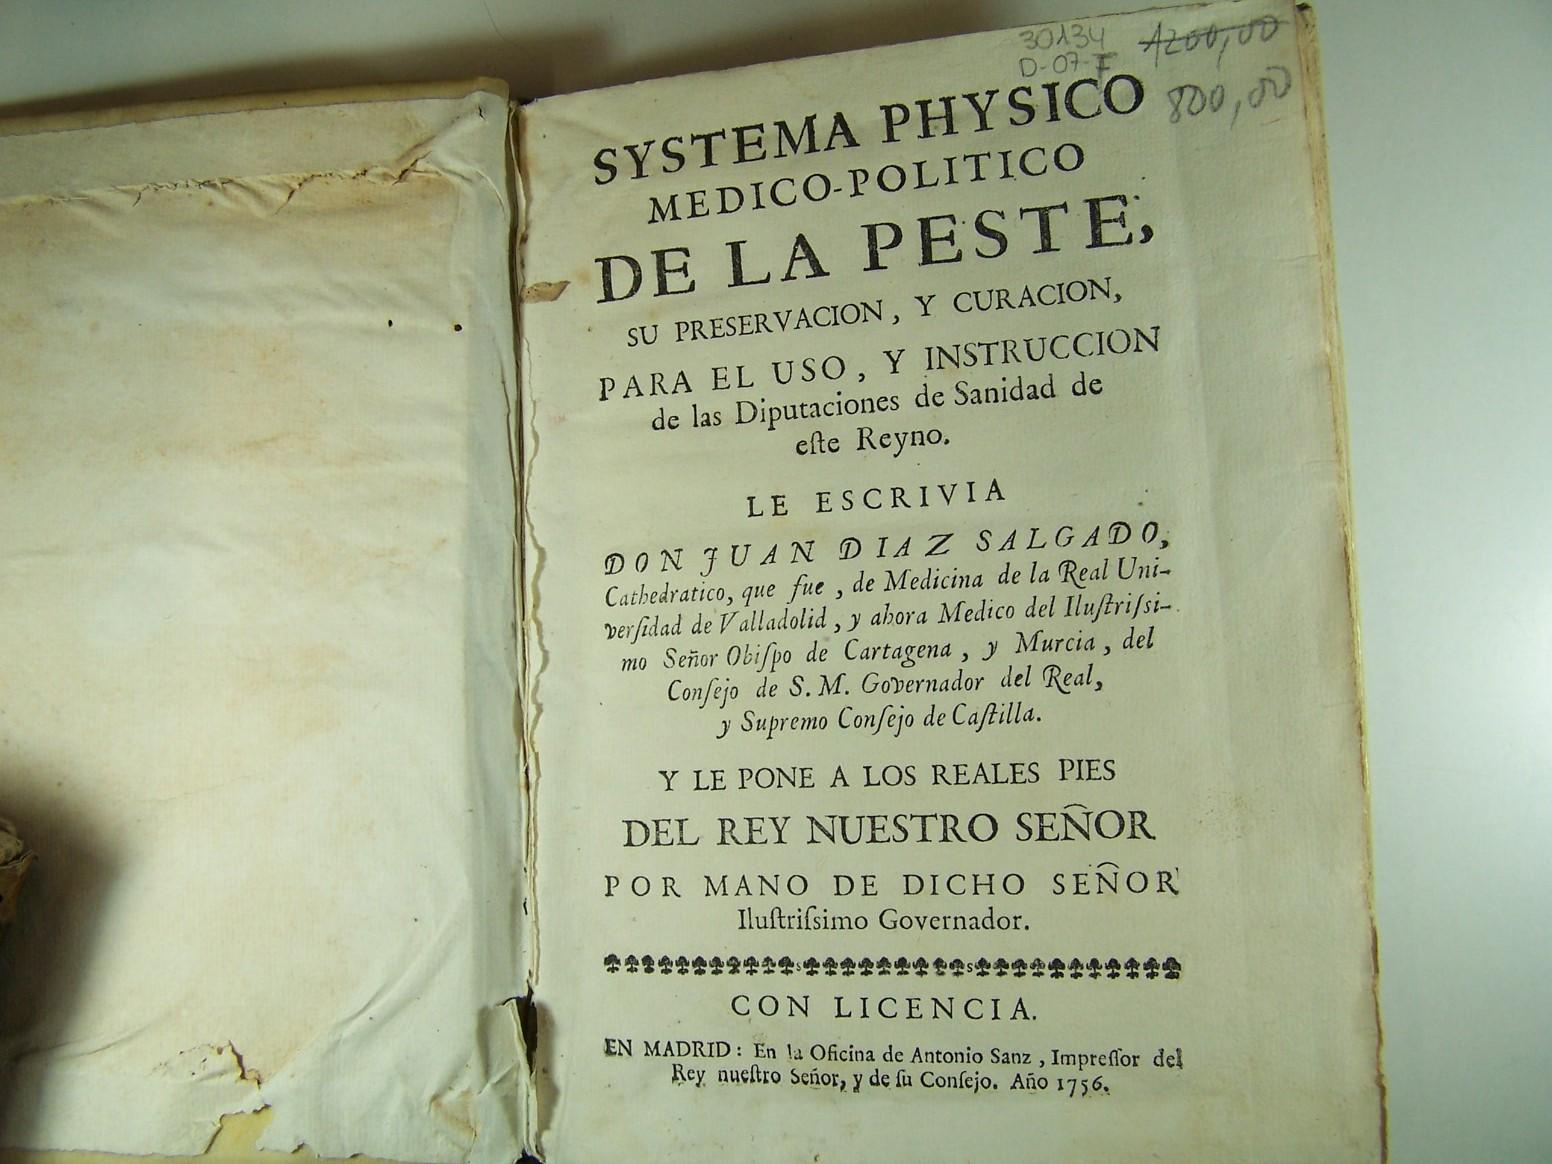 30134
D-07-F
1200,00
800,00
SYSTEMA PHYSICO
MEDICO-POLITICO
DE LA PESTE,
SU PRESERVACION, Y CURACION,
PARA EL USO, Y INSTRUCCION
de las Diputaciones de Sanidad de
eſte Reyno.
LE ESCRIVIA
DON JUAN DIAZ SALGADO,
Cathedratico, que fue, de Medicina de la Real Uni-
verſidad de Valladolid, y ahora Medico del Iluſtriſsi-
mo Señor Obiſpo de Cartagena, y Murcia, del
Conſejo de S. M. Governador del Real,
y Supremo Conſejo de Caſtilla.
Y LE PONE A LOS REALES PIES
DEL REY NUESTRO SEÑOR
POR MANO DE DICHO SEÑOR
Iluſtriſsimo Governador.
CON LICENCIA.
EN MADRID: En la Oficina de Antonio Sanz, Impreſſor del
Rey nueſtro Señor, y de ſu Conſejo. Año 1756.